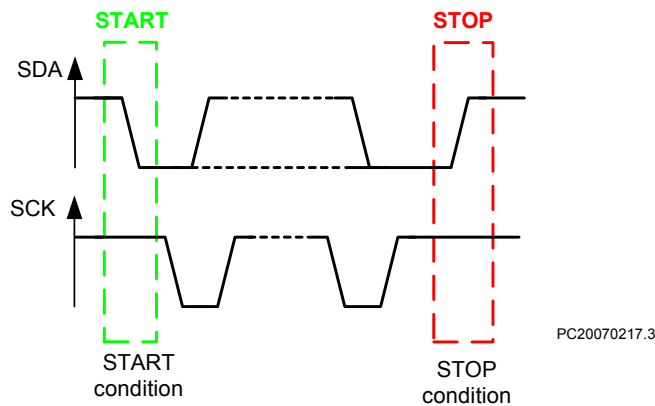 START
STOP
SDA
SCK
PC20070217.3
START
condition
STOP
condition